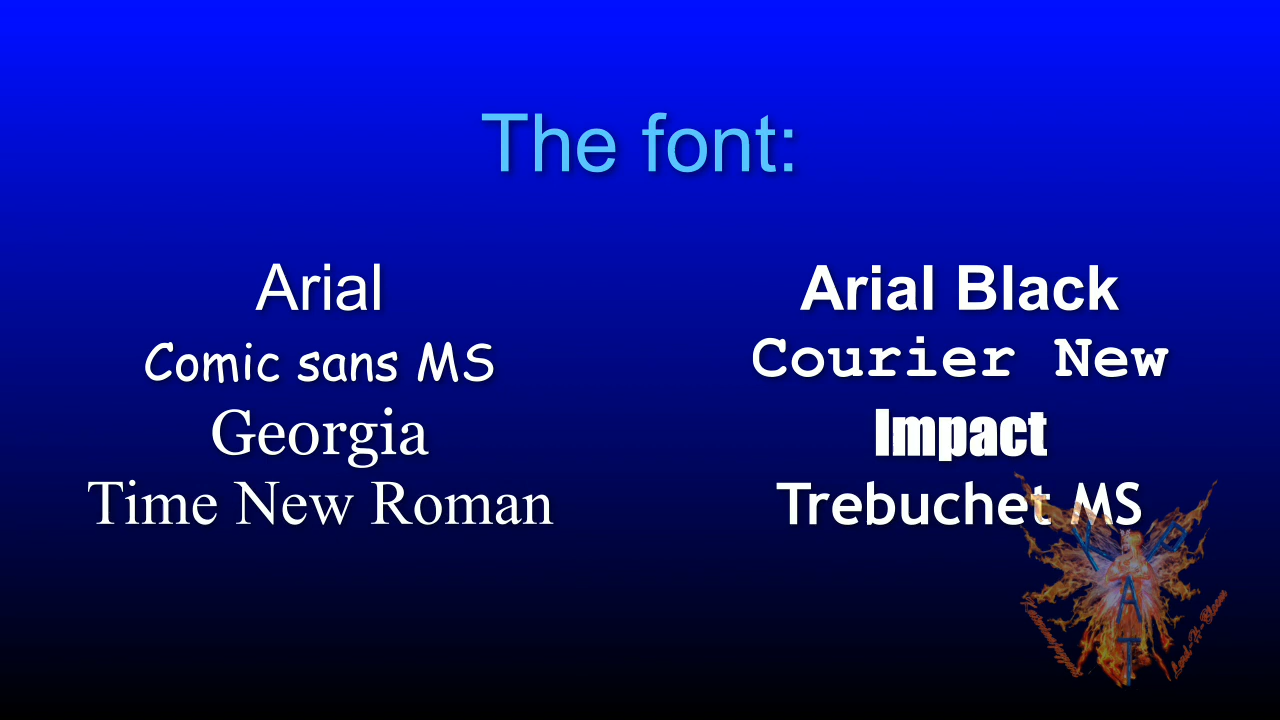 The font:
Arial
Comic sans MS
Georgia
Time New Roman
Arial Black
Courier New
Impact
Trebuchet MS
K P
A
T